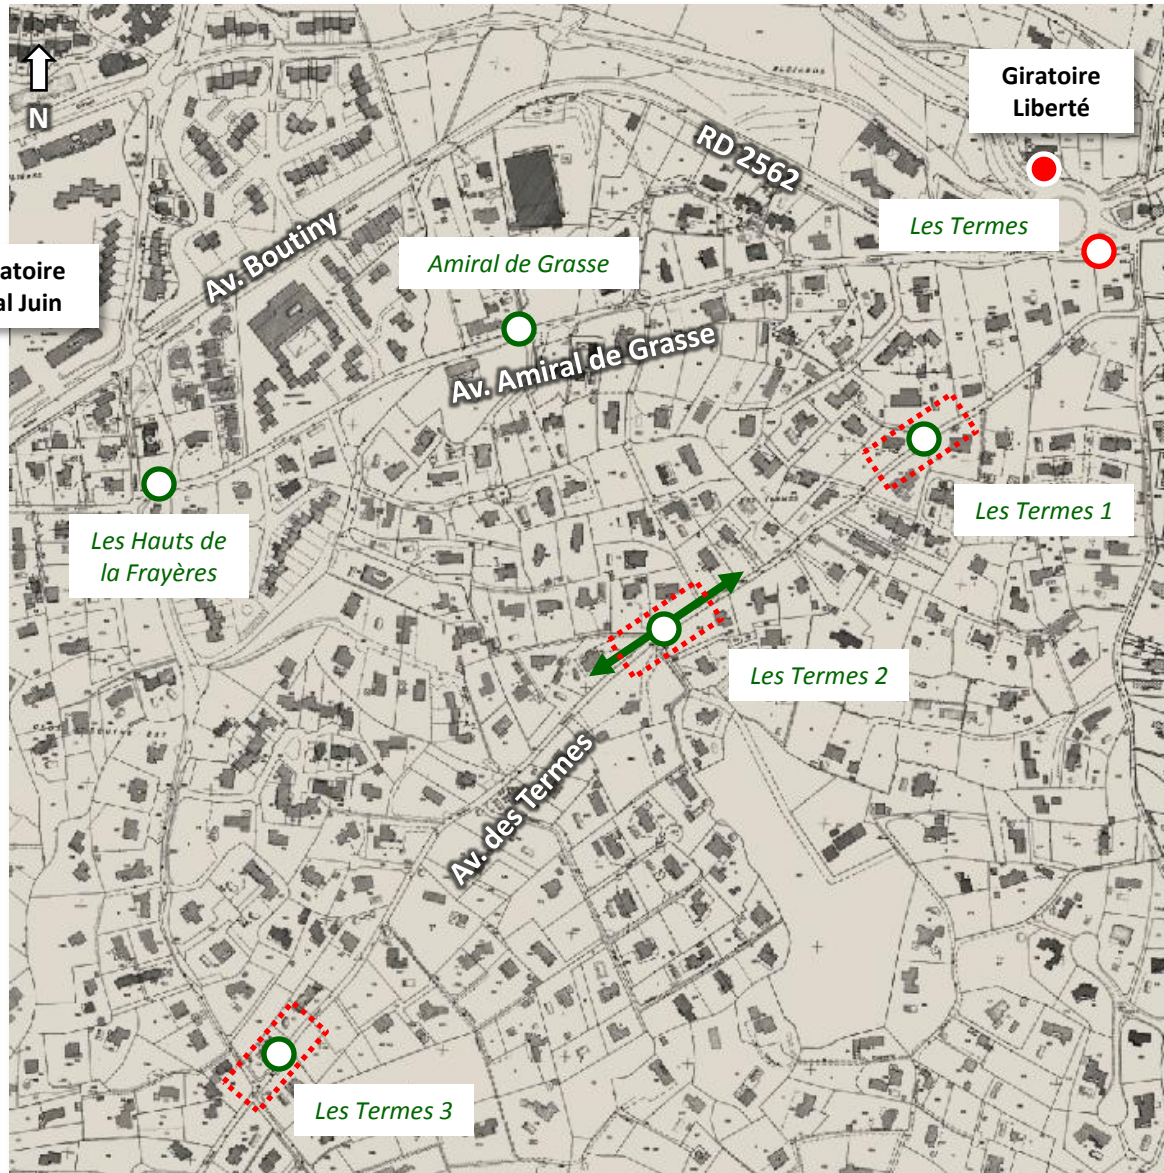 N
Giratoire
Liberté
RD 2562
Les Termes
Av. Boutiny
Amiral de Grasse
atoire
al Juin
Av. Amiral de Grasse
Les Termes 1
Les Hauts de
la Frayères
Les Termes 2
Av. des Termes
Les Termes 3